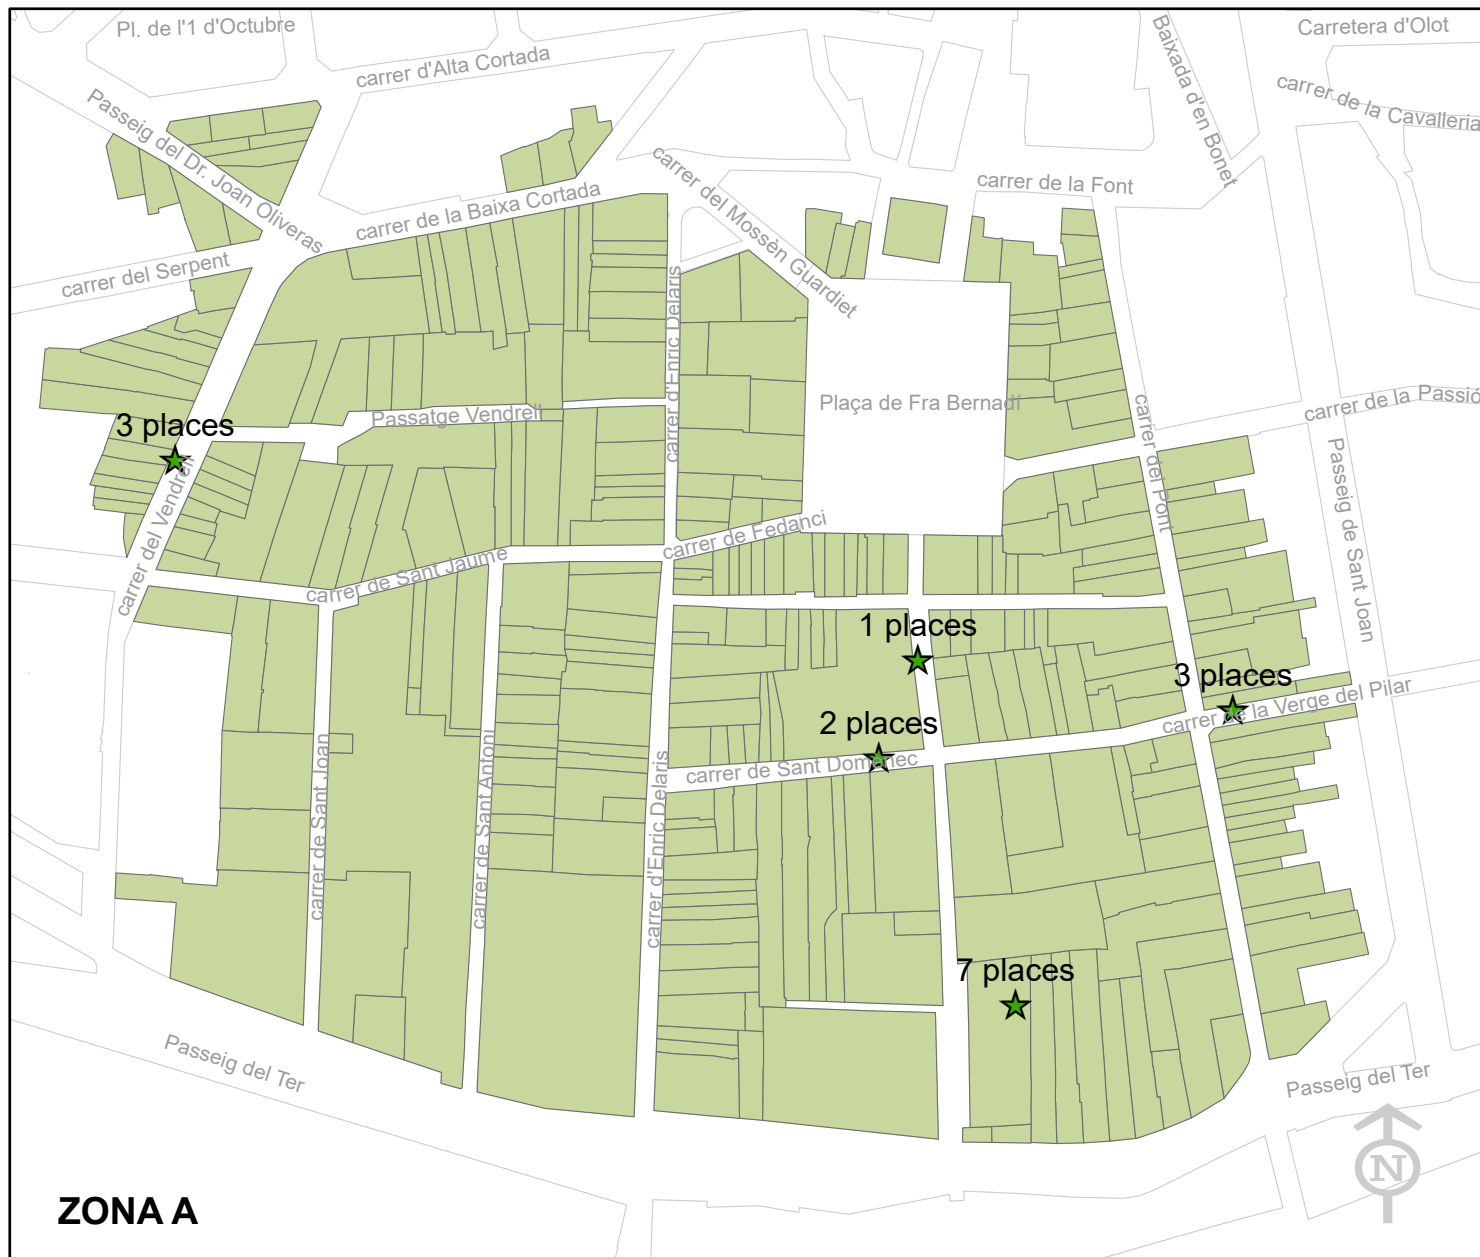 Pl. de l'1 d'Octubre
Carretera d'Olot
carrer d'Alta Cortada
Baixada d'en Bonet
carrer de la Cavalleria
Passeig del Dr. Joan Oliveras
carrer del Mossèn Guardiet
carrer de la Font
carrer de la Baixa Cortada
carrer del Serpent
carrer d'Enric Delaris
Plaça de Fra Bernadí
carrer de la Passió
Passatge Vendrell
3 places
carrer del Vendrell
carrer del Pont
Passeig de Sant Joan
carrer de Fedanci
carrer de Sant Jaume
1 places
3 places
carrer de la Verge del Pilar
2 places
carrer de Sant Domènec
carrer de Sant Joan
carrer de Sant Antoni
carrer d'Enric Delaris
7 places
Passeig del Ter
Passeig del Ter
N
ZONA A